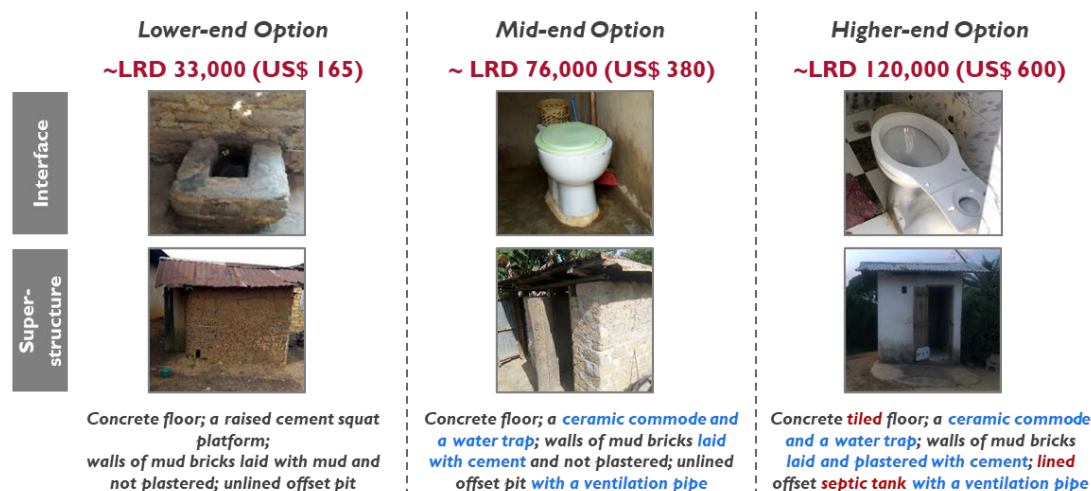 Lower-end Option
~LRD 33,000 (US$ 165)
Mid-end Option
~ LRD 76,000 (US$ 380)
Higher-end Option
~LRD 120,000 (US$ 600)
Interface
Super-
structure
Concrete floor; a raised cement squat
platform;
walls of mud bricks laid with mud and
not plastered; unlined offset pit
Concrete floor; a ceramic commode and
a water trap; walls of mud bricks laid
with cement and not plastered; unlined
offset pit with a ventilation pipe
Concrete tiled floor; a ceramic commode
and a water trap; walls of mud bricks
laid and plastered with cement; lined
offset septic tank with a ventilation pipe